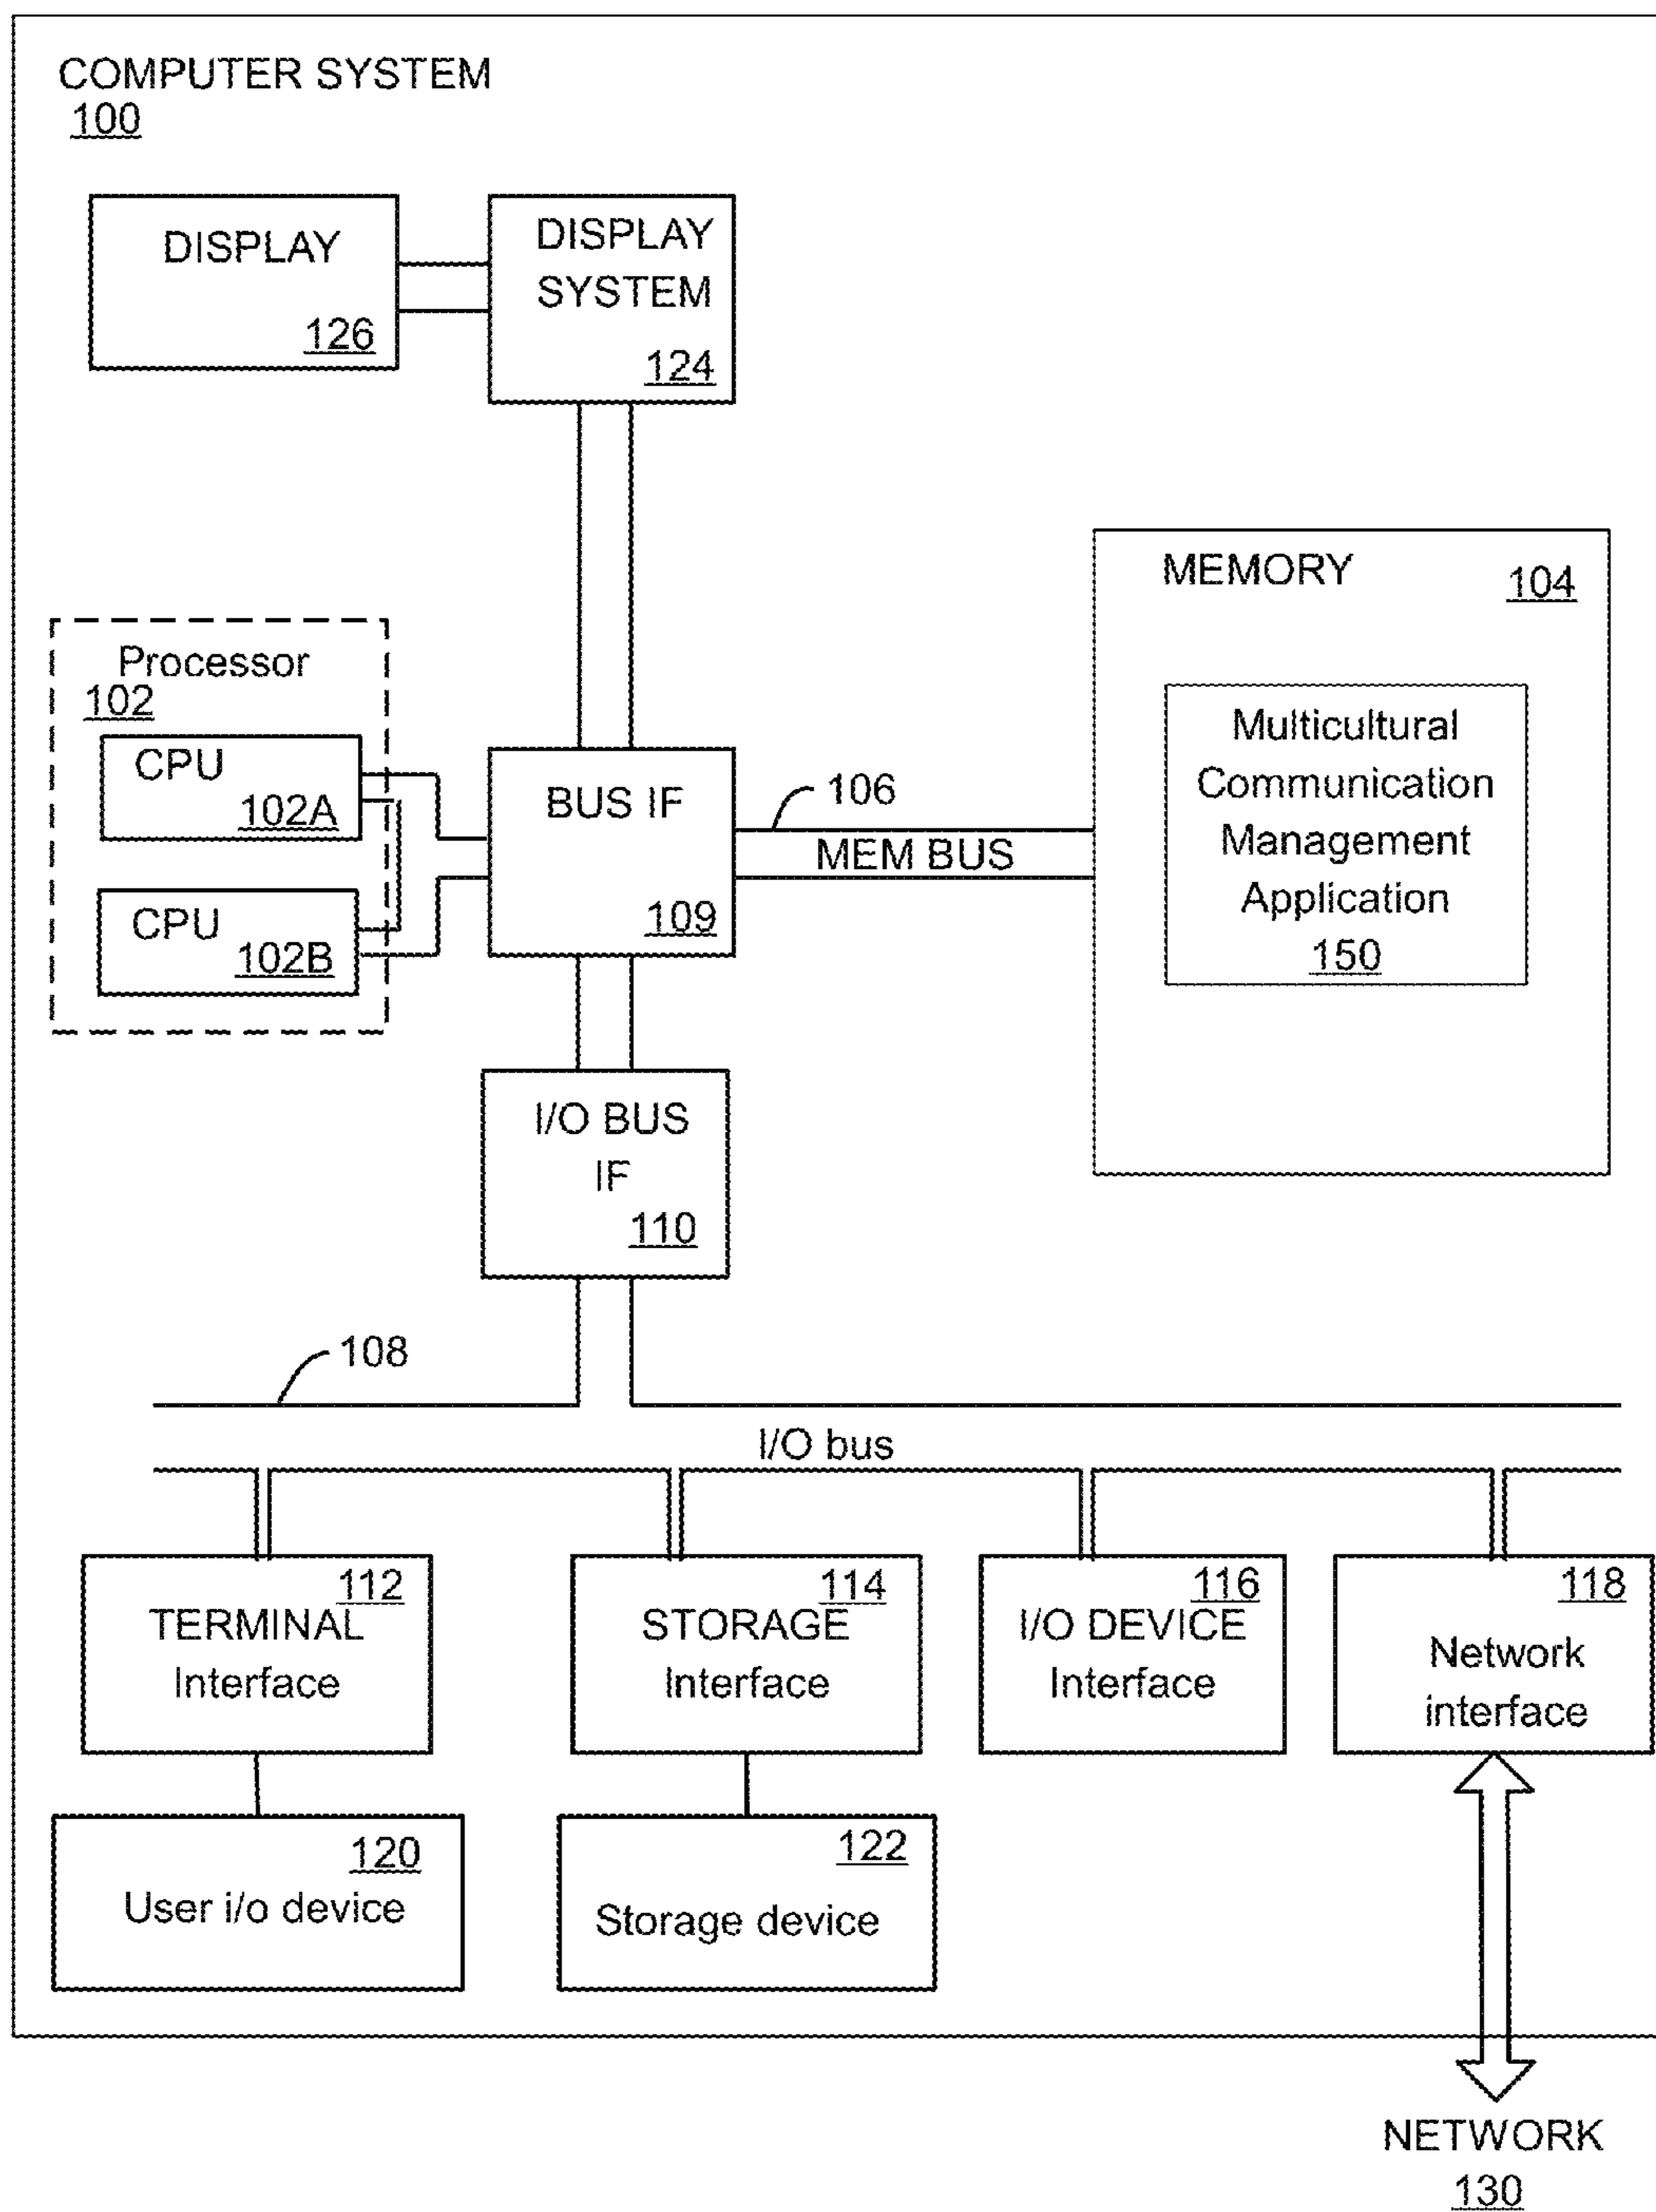 COMPUTER SYSTEM
100
DISPLAY
126
DISPLAY
SYSTEM
124
MEMORY
104
Multicultural
Communication
Management
Application
150
Processor
102
CPU
102A
CPU
102B
BUS IF
109
106
MEM BUS
I/O BUS
IF
110
108
I/O bus
112
TERMINAL
Interface
114
STORAGE
Interface
116
I/O DEVICE
Interface
118
Network
interface
120
User i/o device
122
Storage device
NETWORK
130